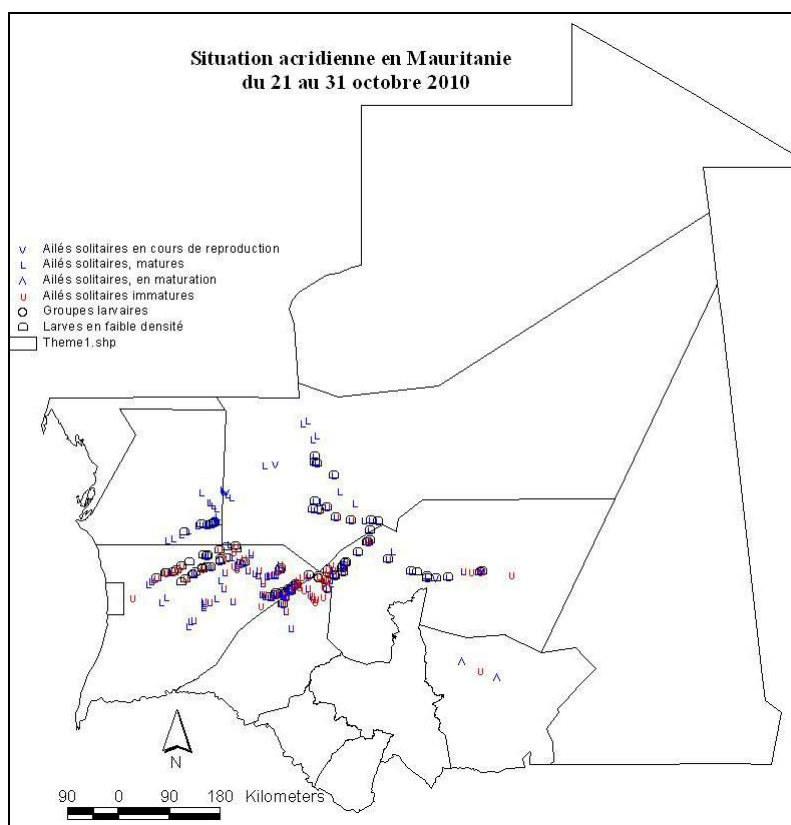 Situation acridienne en Mauritanie
du 21 au 31 octobre 2010
V Ailés solitaires en cours de reproduction
L Ailés solitaires, matures
Λ Ailés solitaires, en maturation
U Ailés solitaires immatures
Groupes larvaires
Larves en faible densité
Theme1.shp
N
90 0 90 180 Kilometers